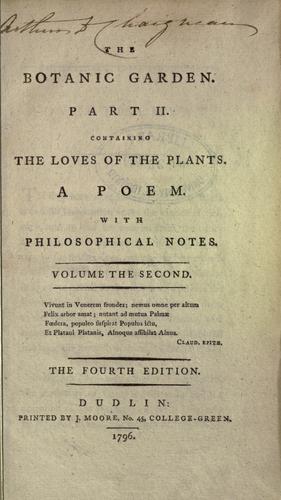 Arthur D Chaigneau
THE
BOTANIC GARDEN.
PART II.
CONTAINING
THE LOVES OF THE PLANTS.
A POEM.
WITH
PHILOSOPHICAL NOTES.
VOLUME THE SECOND.
Vivunt in Venerem frondes; nemus omne per altum
Felix arbor amat; nutant ad mutua Palmæ
Fœdera, populeo suspirat Populus ictu,
Et Platani Platanis, Alnoque assibilat Alnus.
CLAUD. EPITH.
THE FOURTH EDITION.
DUBLIN:
PRINTED BY J. MOORE, No. 45, COLLEGE-GREEN.
1796.